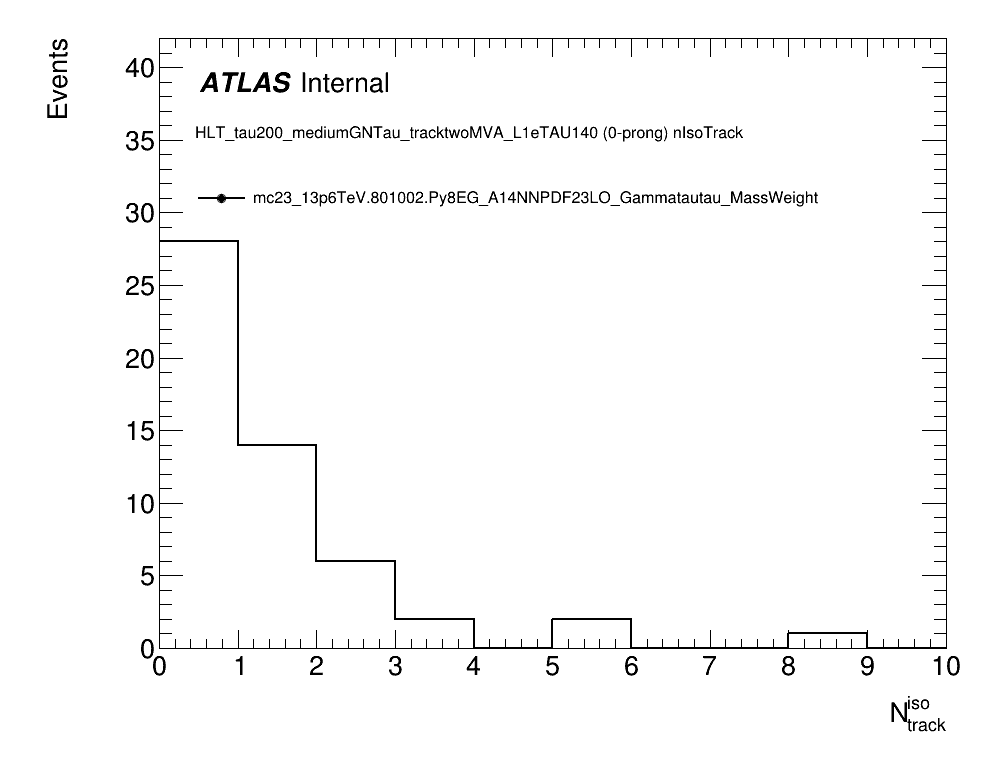 Events
ATLAS Internal
HLT_tau200_mediumGNTau_tracktwoMVA_L1eTAU140 (0-prong) nIsoTrack
mc23_13p6TeV.801002.Py8EG_A14NNPDF23LO_Gammatautau_MassWeight
40
35
30
25
20
15
10
5
0
0 1 2 3 4 5 6 7 8 9 10
N iso track